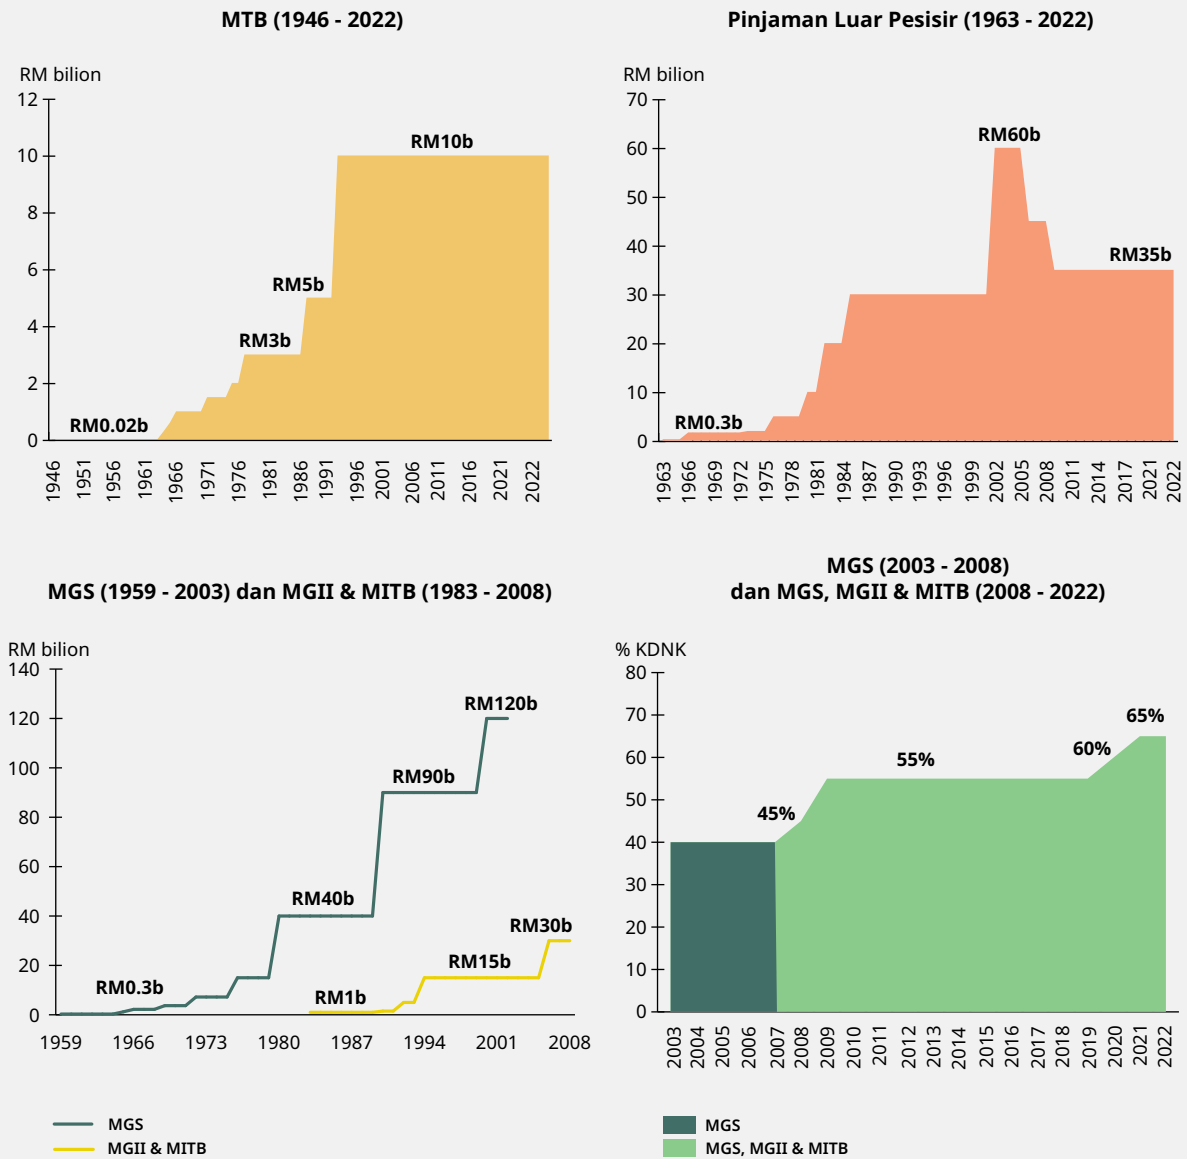 MTB (1946 - 2022)
RM bilion
12
10
8
6
4
2
0
RM0.02b
RM3b
RM5b
RM10b
1946 1951 1956 1961 1966 1971 1976 1981 1986 1991 1996 2001 2006 2011 2016 2021 2022
Pinjaman Luar Pesisir (1963 - 2022)
RM bilion
70
60
50
40
30
20
10
0
RM0.3b
RM60b
RM35b
1963 1966 1969 1972 1975 1978 1981 1984 1987 1990 1993 1996 1999 2002 2005 2008 2011 2014 2017 2021 2022
MGS (1959 - 2003) dan MGII & MITB (1983 - 2008)
RM bilion
140
120
100
80
60
40
20
0
RM0.3b
RM40b
RM90b
RM120b
RM1b
RM15b
RM30b
1959 1966 1973 1980 1987 1994 2001 2008
MGS
MGII & MITB
MGS (2003 - 2008)
dan MGS, MGII & MITB (2008 - 2022)
% KDNK
80
70
60
50
40
30
20
10
0
45%
55%
60%
65%
2003 2004 2005 2006 2007 2008 2009 2010 2011 2012 2013 2014 2015 2016 2017 2018 2019 2020 2021 2022
MGS
MGS, MGII & MITB